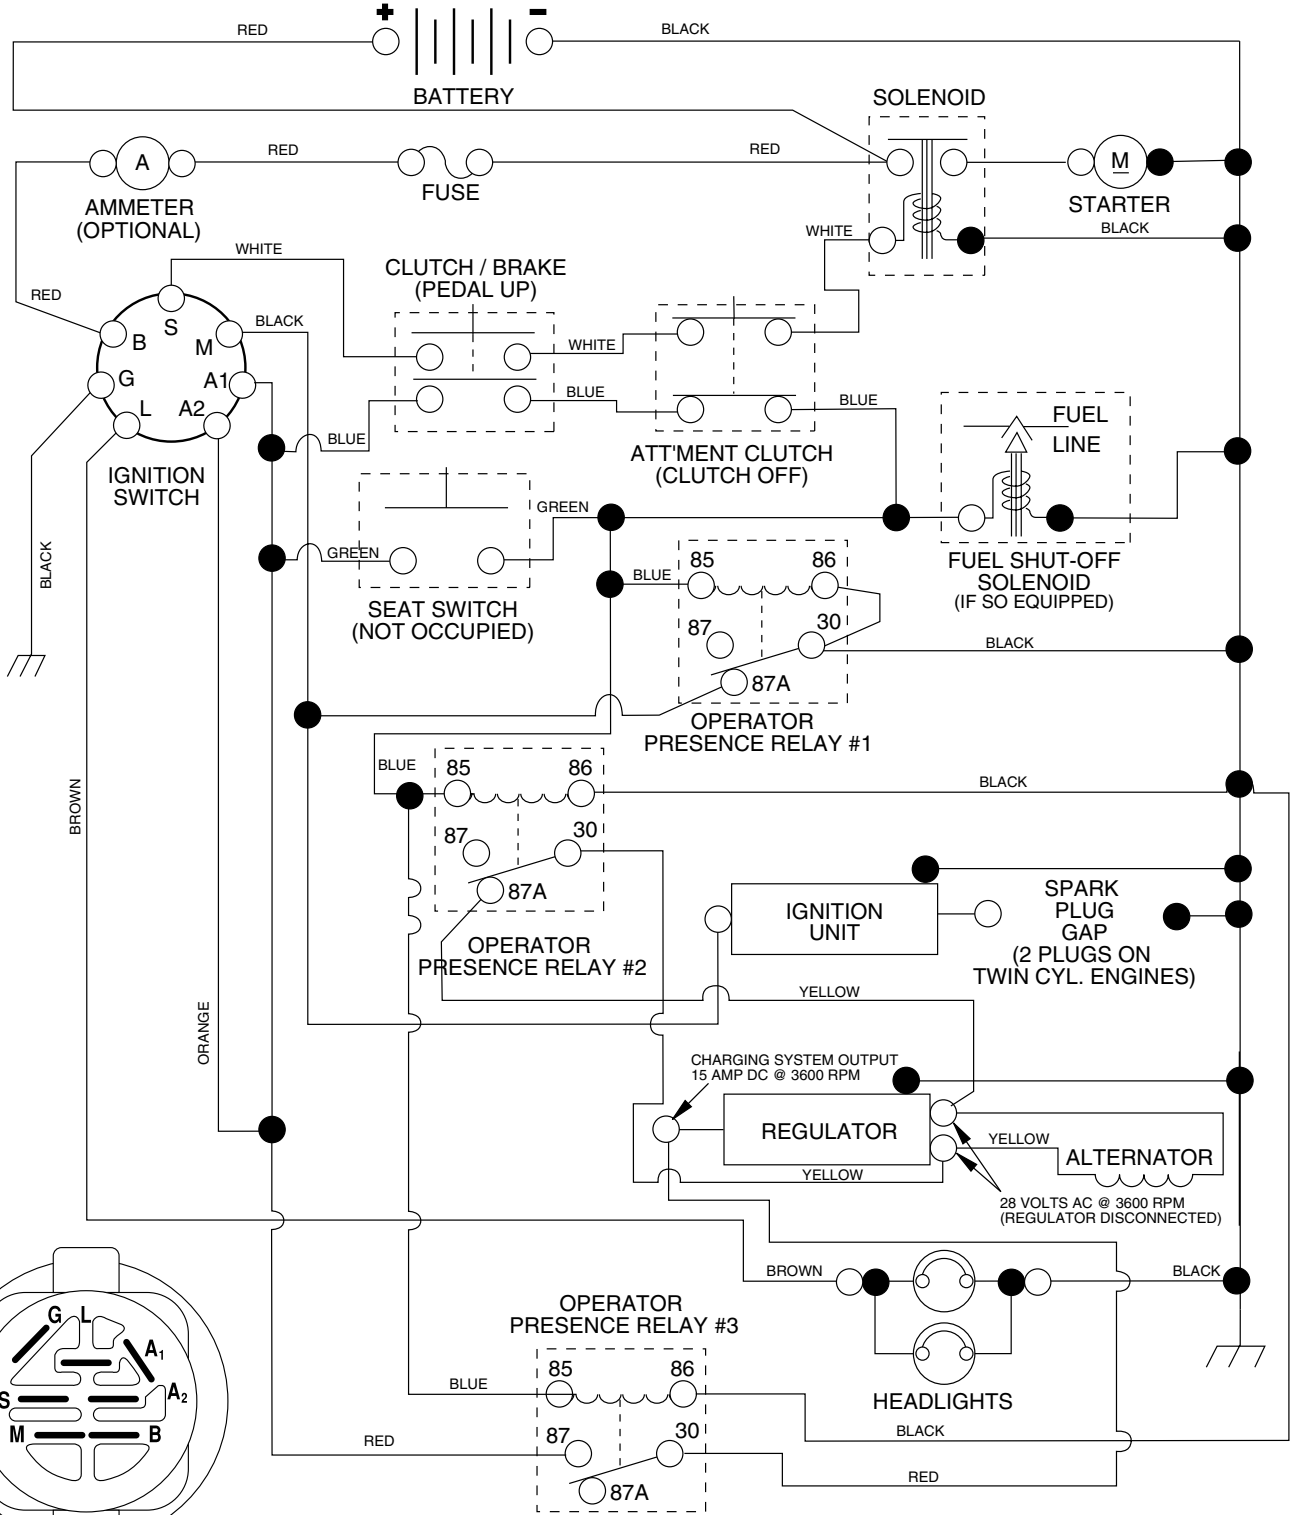 RED
+
-
BLACK
BATTERY
SOLENOID
A
RED
RED
M
FUSE
AMMETER
(OPTIONAL)
STARTER
WHITE
BLACK
WHITE
CLUTCH / BRAKE
(PEDAL UP)
RED
S
BLACK
B
M
WHITE
G
A1
L
A2
BLUE
BLUE
FUEL
LINE
BLUE
ATT'MENT CLUTCH
(CLUTCH OFF)
IGNITION
SWITCH
GREEN
GREEN
BLACK
85
86
FUEL SHUT-OFF
SOLENOID
(IF SO EQUIPPED)
BLUE
SEAT SWITCH
(NOT OCCUPIED)
87
30
BLACK
87A
OPERATOR
PRESENCE RELAY #1
BLUE
85
86
BLACK
BROWN
87
30
87A
IGNITION
UNIT
SPARK
PLUG
GAP
(2 PLUGS ON
TWIN CYL. ENGINES)
OPERATOR
PRESENCE RELAY #2
YELLOW
ORANGE
CHARGING SYSTEM OUTPUT
15 AMP DC @ 3600 RPM
REGULATOR
YELLOW
ALTERNATOR
YELLOW
28 VOLTS AC @ 3600 RPM
(REGULATOR DISCONNECTED)
BROWN
BLACK
OPERATOR
PRESENCE RELAY #3
G
L
A1
85
86
BLUE
HEADLIGHTS
S
A2
M
B
87
30
RED
BLACK
RED
87A